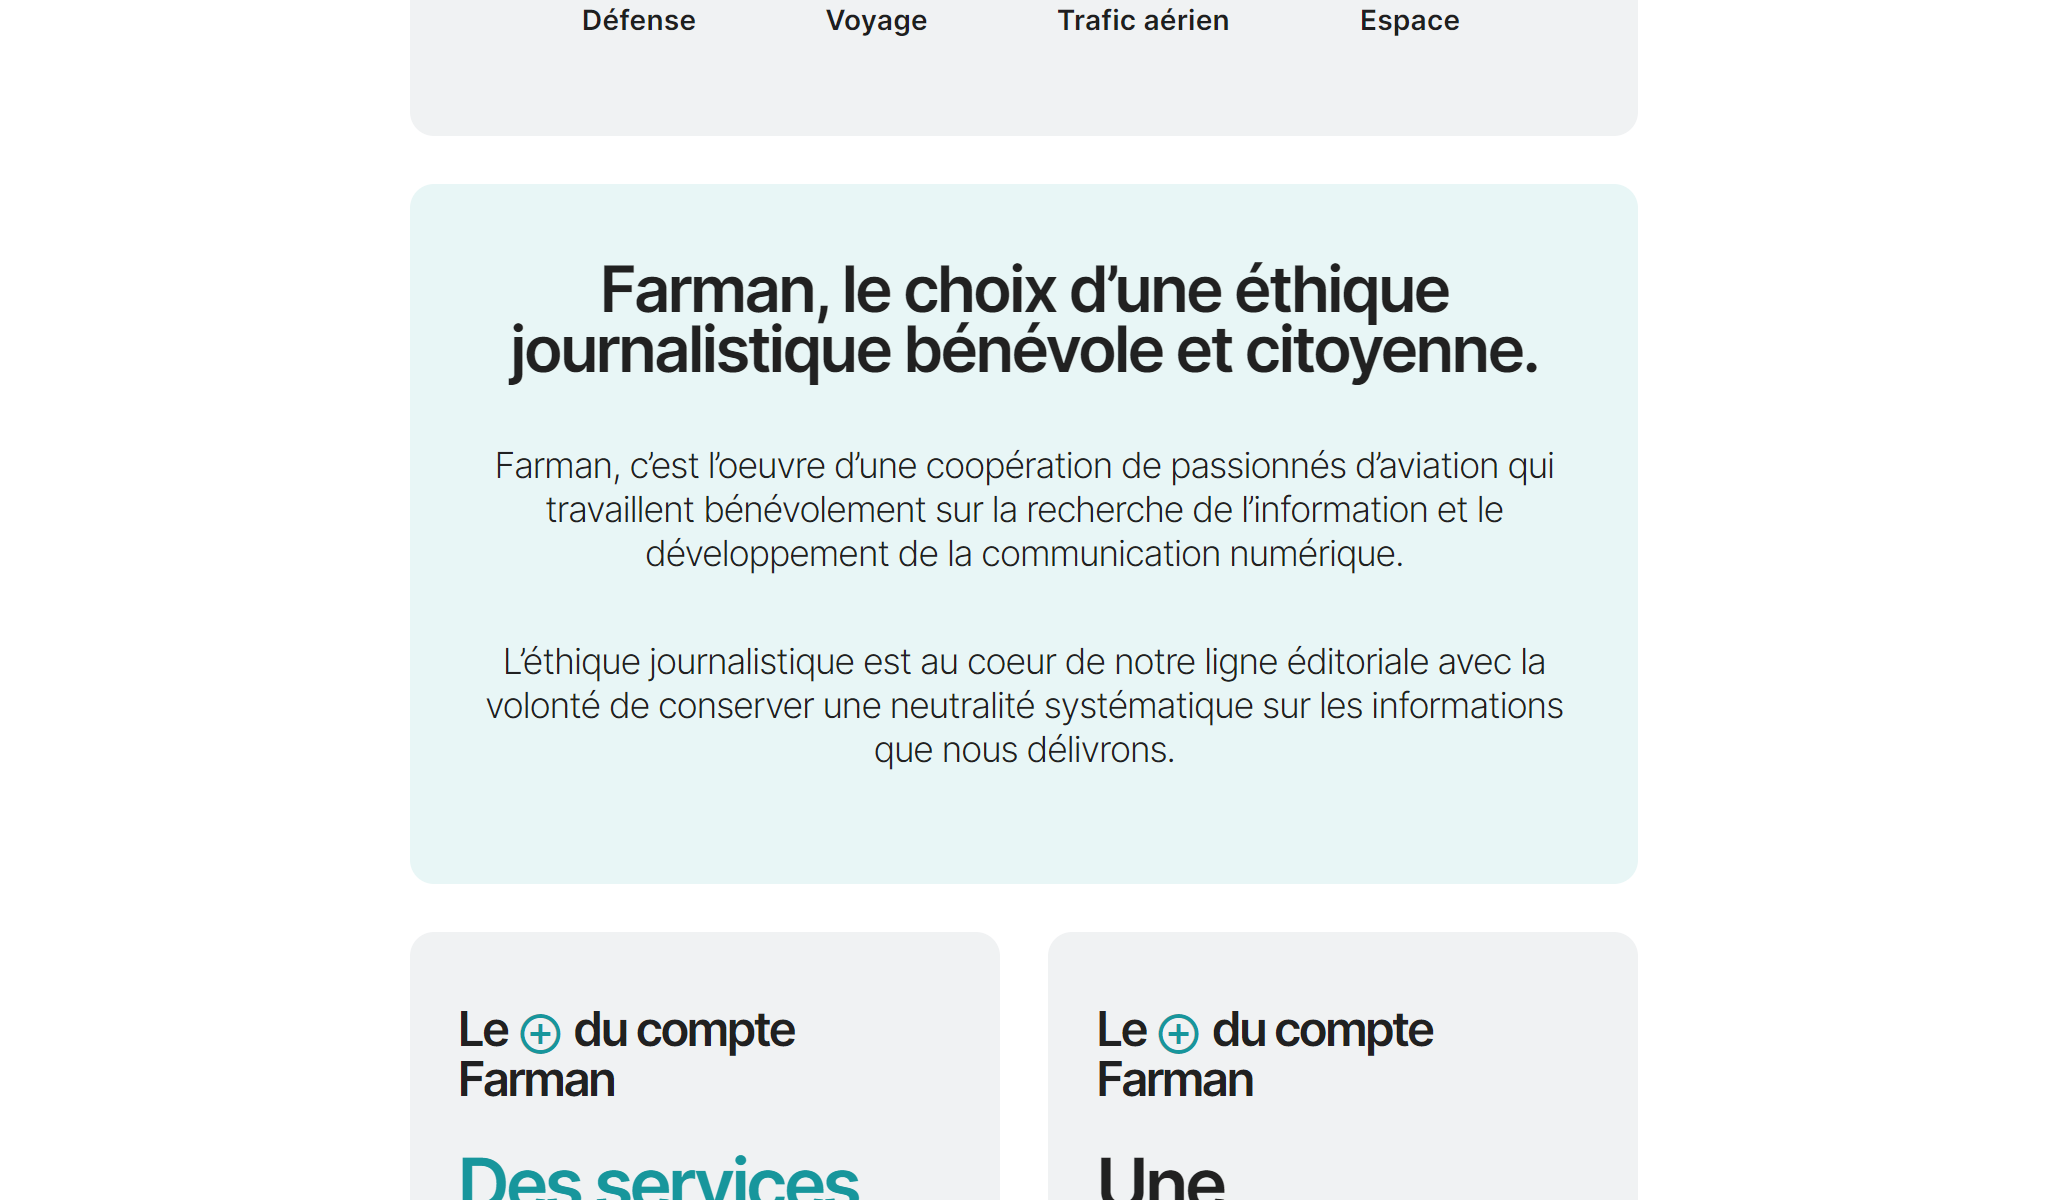 Défense Voyage Trafic aérien Espace
Farman, le choix d’une éthique
journalistique bénévole et citoyenne.
Farman, c’est l’oeuvre d’une coopération de passionnés d’aviation qui
travaillent bénévolement sur la recherche de l’information et le
développement de la communication numérique.
L’éthique journalistique est au coeur de notre ligne éditoriale avec la
volonté de conserver une neutralité systématique sur les informations
que nous délivrons.
Le ⊕ du compte
Farman
Des services
Le ⊕ du compte
Farman
Une